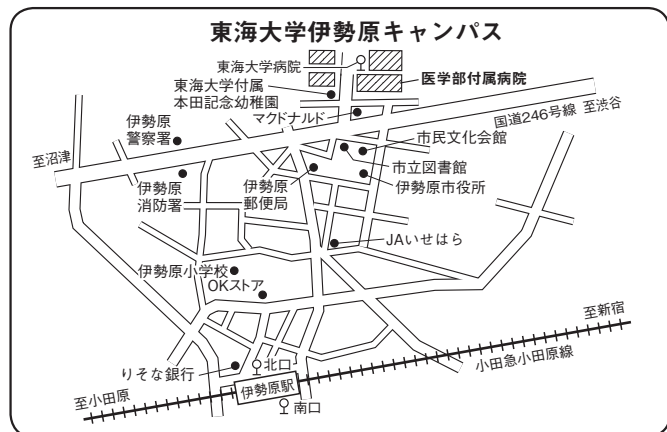 東海大学伊勢原キャンパス
東海大学病院
医学部付属病院
東海大学付属
本田記念幼稚園
マクドナルド
国道246号線
至渋谷
伊勢原
警察署
市民文化会館
至沼津
市立図書館
伊勢原
消防署
伊勢原
郵便局
伊勢原市役所
JAいせはら
伊勢原小学校
OKストア
至新宿
小田急小田原線
りそな銀行
北口
伊勢原駅
至小田原
南口